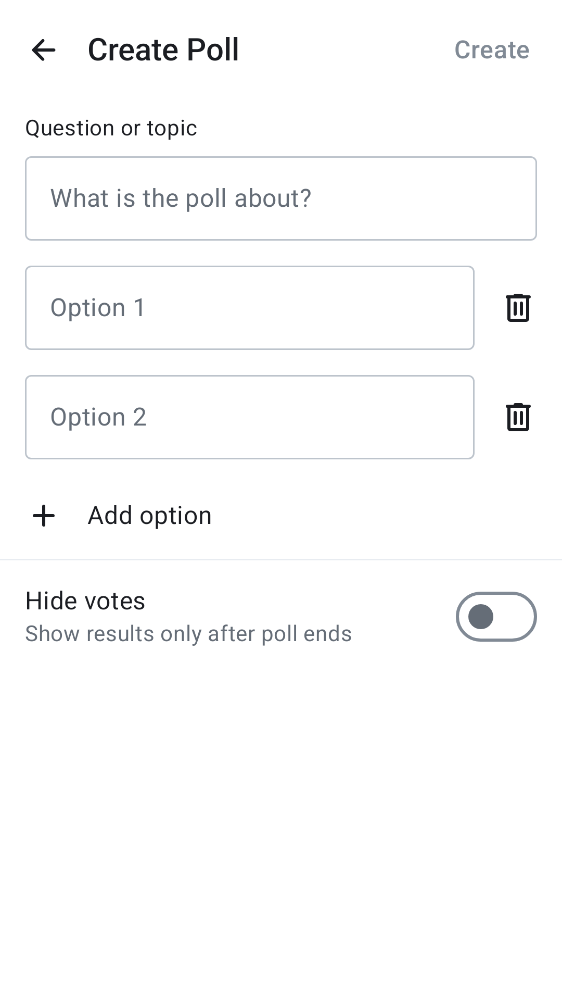 Create Poll
Create
Question or topic
What is the poll about?
Option 1
Option 2
Add option
Hide votes
Show results only after poll ends